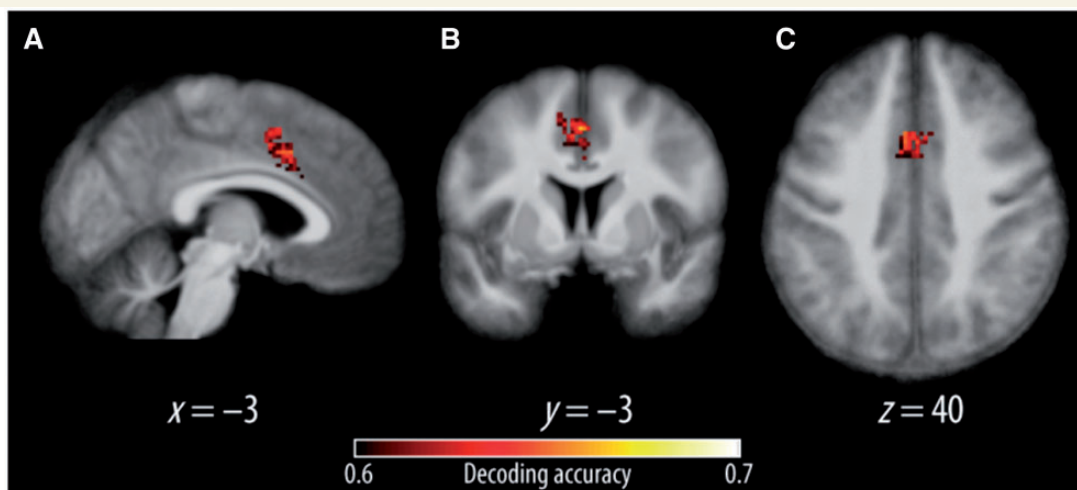 A B C
x = –3 y = –3 z = 40
0.6 Decoding accuracy 0.7